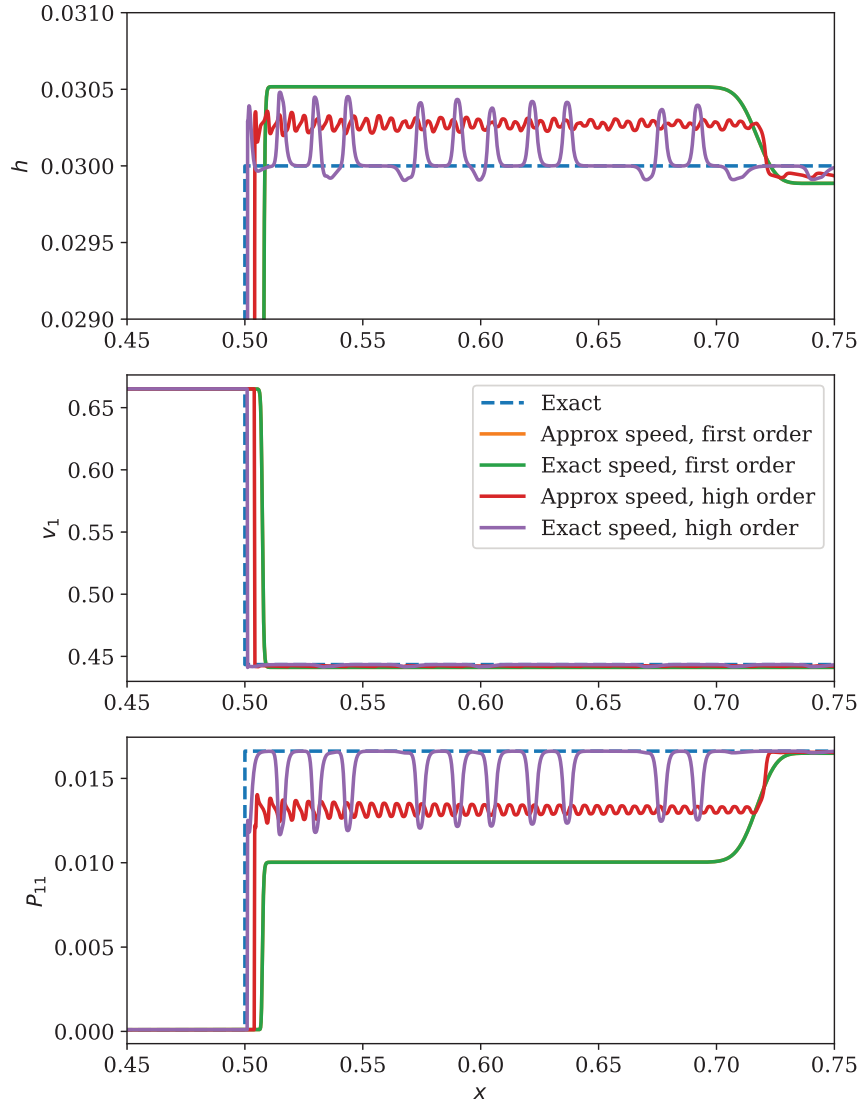 0.0310
0.0305
0.0300
0.0295
0.0290
h
0.45 0.50 0.55 0.60 0.65 0.70 0.75
0.65
0.60
0.55
0.50
0.45
v₁
Exact
Approx speed, first order
Exact speed, first order
Approx speed, high order
Exact speed, high order
0.45 0.50 0.55 0.60 0.65 0.70 0.75
0.015
0.010
0.005
0.000
P₁₁
0.45 0.50 0.55 0.60 0.65 0.70 0.75
x